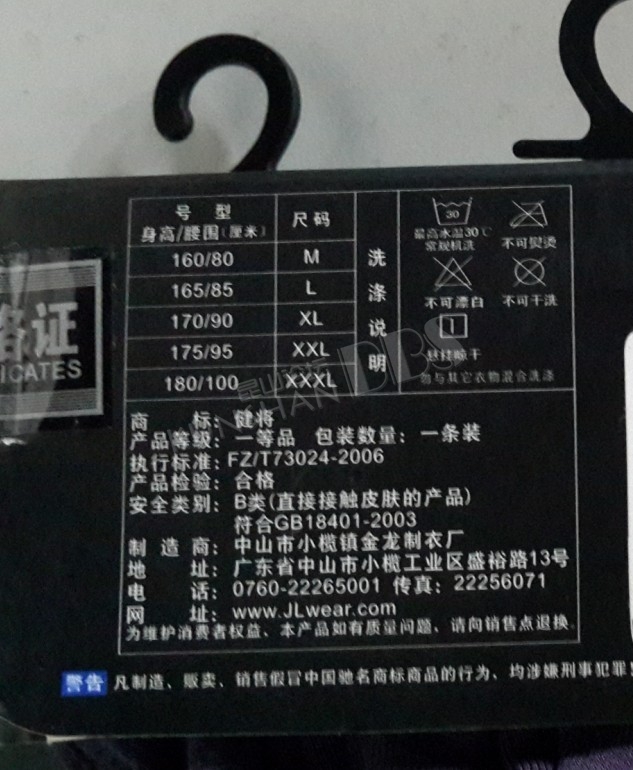 号 型
身高/腰围(厘米)
尺码
160/80 M
165/85 L
170/90 XL
175/95 XXL
180/100 XXXL
洗涤说明
30
最高水温30℃
常规机洗
不可熨烫
不可漂白
不可干洗
悬挂晾干
勿与其它衣物混合洗涤
格证
ICATES
商 标：健将
产品等级：一等品 包装数量：一条装
执行标准：FZ/T73024-2006
产品检验：合格
安全类别：B类(直接接触皮肤的产品)
符合GB18401-2003
制 造 商：中山市小榄镇金龙制衣厂
地 址：广东省中山市小榄工业区盛裕路13号
电 话：0760-22265001 传真：22256071
网 址：www.JLwear.com
为维护消费者权益、本产品如有质量问题、请向销售点退换
警告 凡制造、贩卖、销售假冒中国驰名商标商品的行为、均涉嫌刑事犯罪